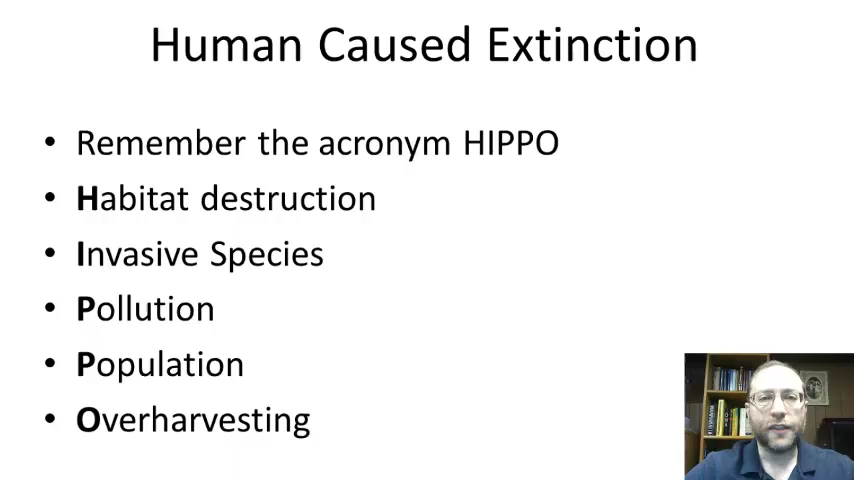 Human Caused Extinction
• Remember the acronym HIPPO
• Habitat destruction
• Invasive Species
• Pollution
• Population
• Overharvesting